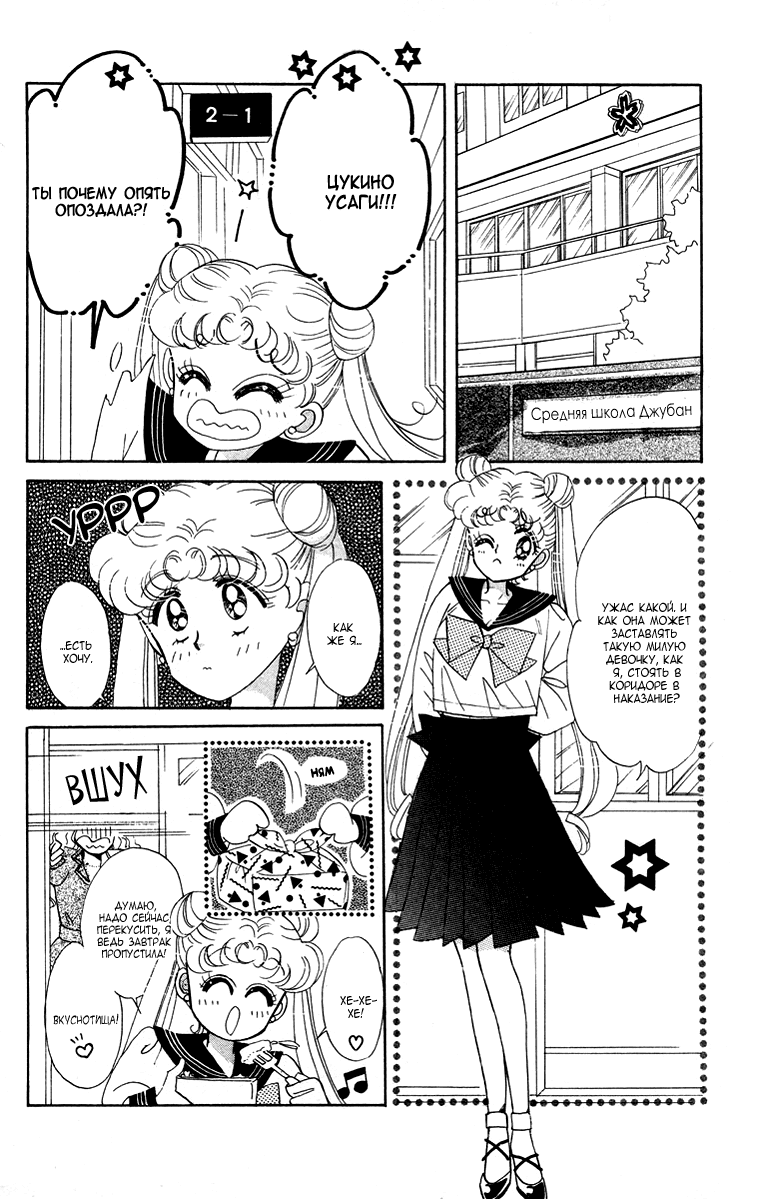 Средняя школа Джубан
2—1
ЦУКИНО
УСАГИ!!!
ТЫ ПОЧЕМУ ОПЯТЬ
ОПОЗДАЛА?!
УЖАС КАКОЙ. И
КАК ОНА МОЖЕТ
ЗАСТАВЛЯТЬ
ТАКУЮ МИЛУЮ
ДЕВОЧКУ, КАК
Я, СТОЯТЬ В
КОРИДОРЕ В
НАКАЗАНИЕ?
УРРР
КАК
ЖЕ Я...
...ЕСТЬ
ХОЧУ.
НЯМ
ВШУХ
ДУМАЮ,
НАДО СЕЙЧАС
ПЕРЕКУСИТЬ, Я
ВЕДЬ ЗАВТРАК
ПРОПУСТИЛА!
ХЕ-ХЕ-
ХЕ!
ВКУСНОТИЩА!